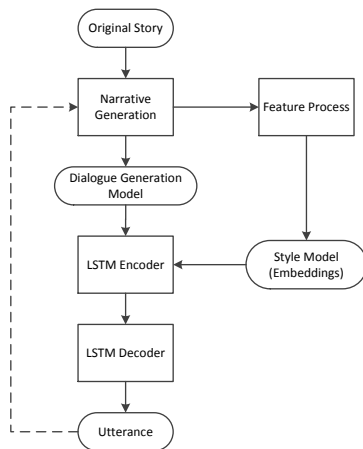 Original Story
Narrative
Generation
Feature Process
Dialogue Generation
Model
LSTM Encoder
Style Model
(Embeddings)
LSTM Decoder
Utterance